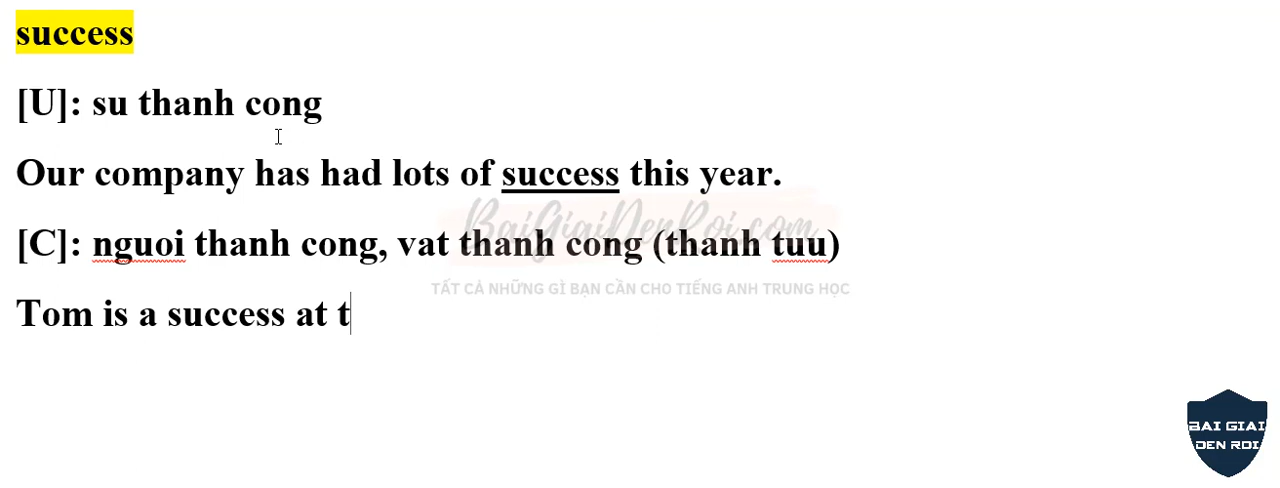 success
[U]: su thanh cong
Our company has had lots of success this year.
BaiGiaiDenRoi.com
[C]: nguoi thanh cong, vat thanh cong (thanh tuu)
TẤT CẢ NHỮNG GÌ BẠN CẦN CHO TIẾNG ANH TRUNG HỌC
Tom is a success at t
BAI GIAI
DEN ROI